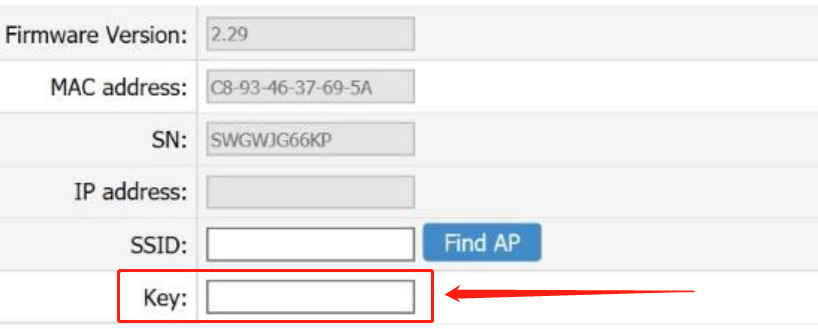 Firmware Version: 2.29
MAC address: C8-93-46-37-69-5A
SN: SWGWJG66KP
IP address:
SSID: Find AP
Key: